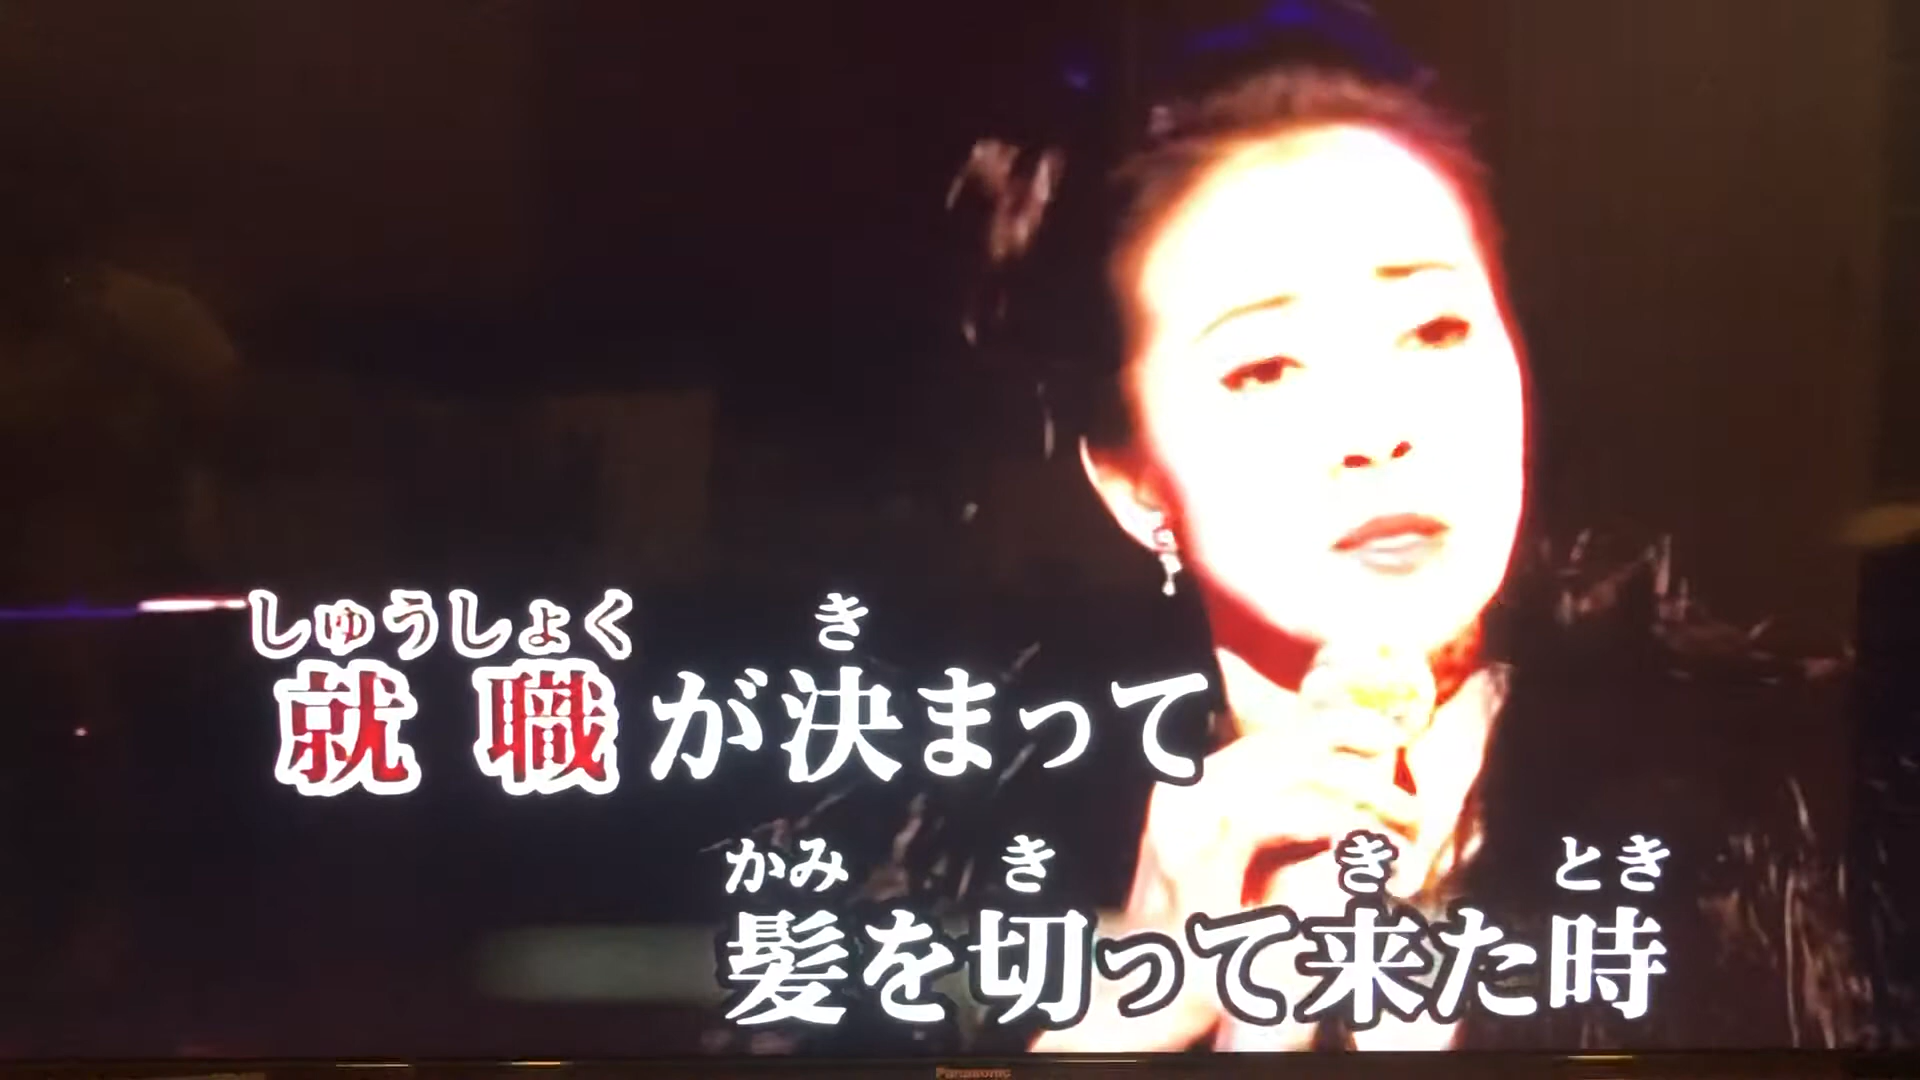 しゅうしょく き
就職が決まって
かみ き き とき
髪を切って来た時
Panasonic